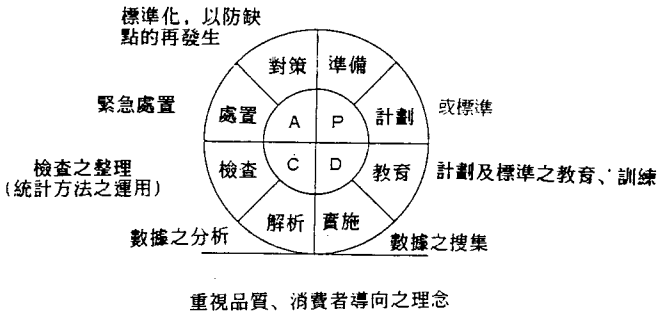 標準化，以防缺
點的再發生
對策 準備
緊急處置 處置 A P 計劃 或標準
檢查之整理
(統計方法之運用) 檢查 C D 教育 計劃及標準之教育、訓練
數據之分析 解析 實施 數據之搜集
重視品質、消費者導向之理念